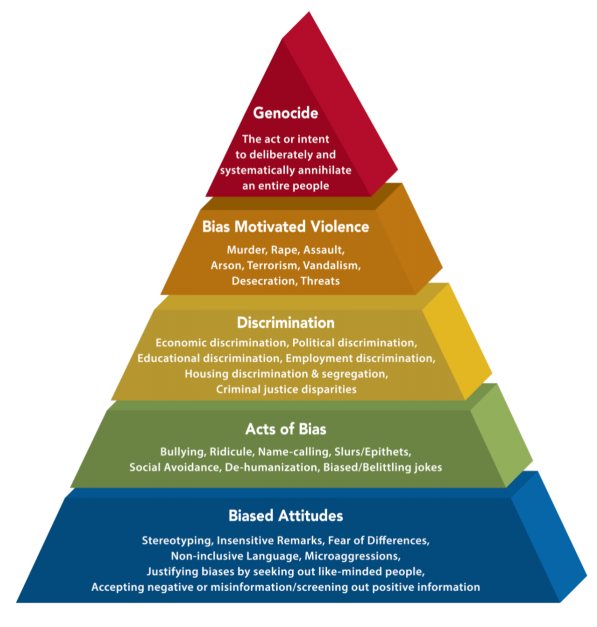 Genocide
The act or intent
to deliberately and
systematically annihilate
an entire people
Bias Motivated Violence
Murder, Rape, Assault,
Arson, Terrorism, Vandalism,
Desecration, Threats
Discrimination
Economic discrimination, Political discrimination,
Educational discrimination, Employment discrimination,
Housing discrimination & segregation,
Criminal justice disparities
Acts of Bias
Bullying, Ridicule, Name-calling, Slurs/Epithets,
Social Avoidance, De-humanization, Biased/Belittling jokes
Biased Attitudes
Stereotyping, Insensitive Remarks, Fear of Differences,
Non-inclusive Language, Microaggressions,
Justifying biases by seeking out like-minded people,
Accepting negative or misinformation/screening out positive information